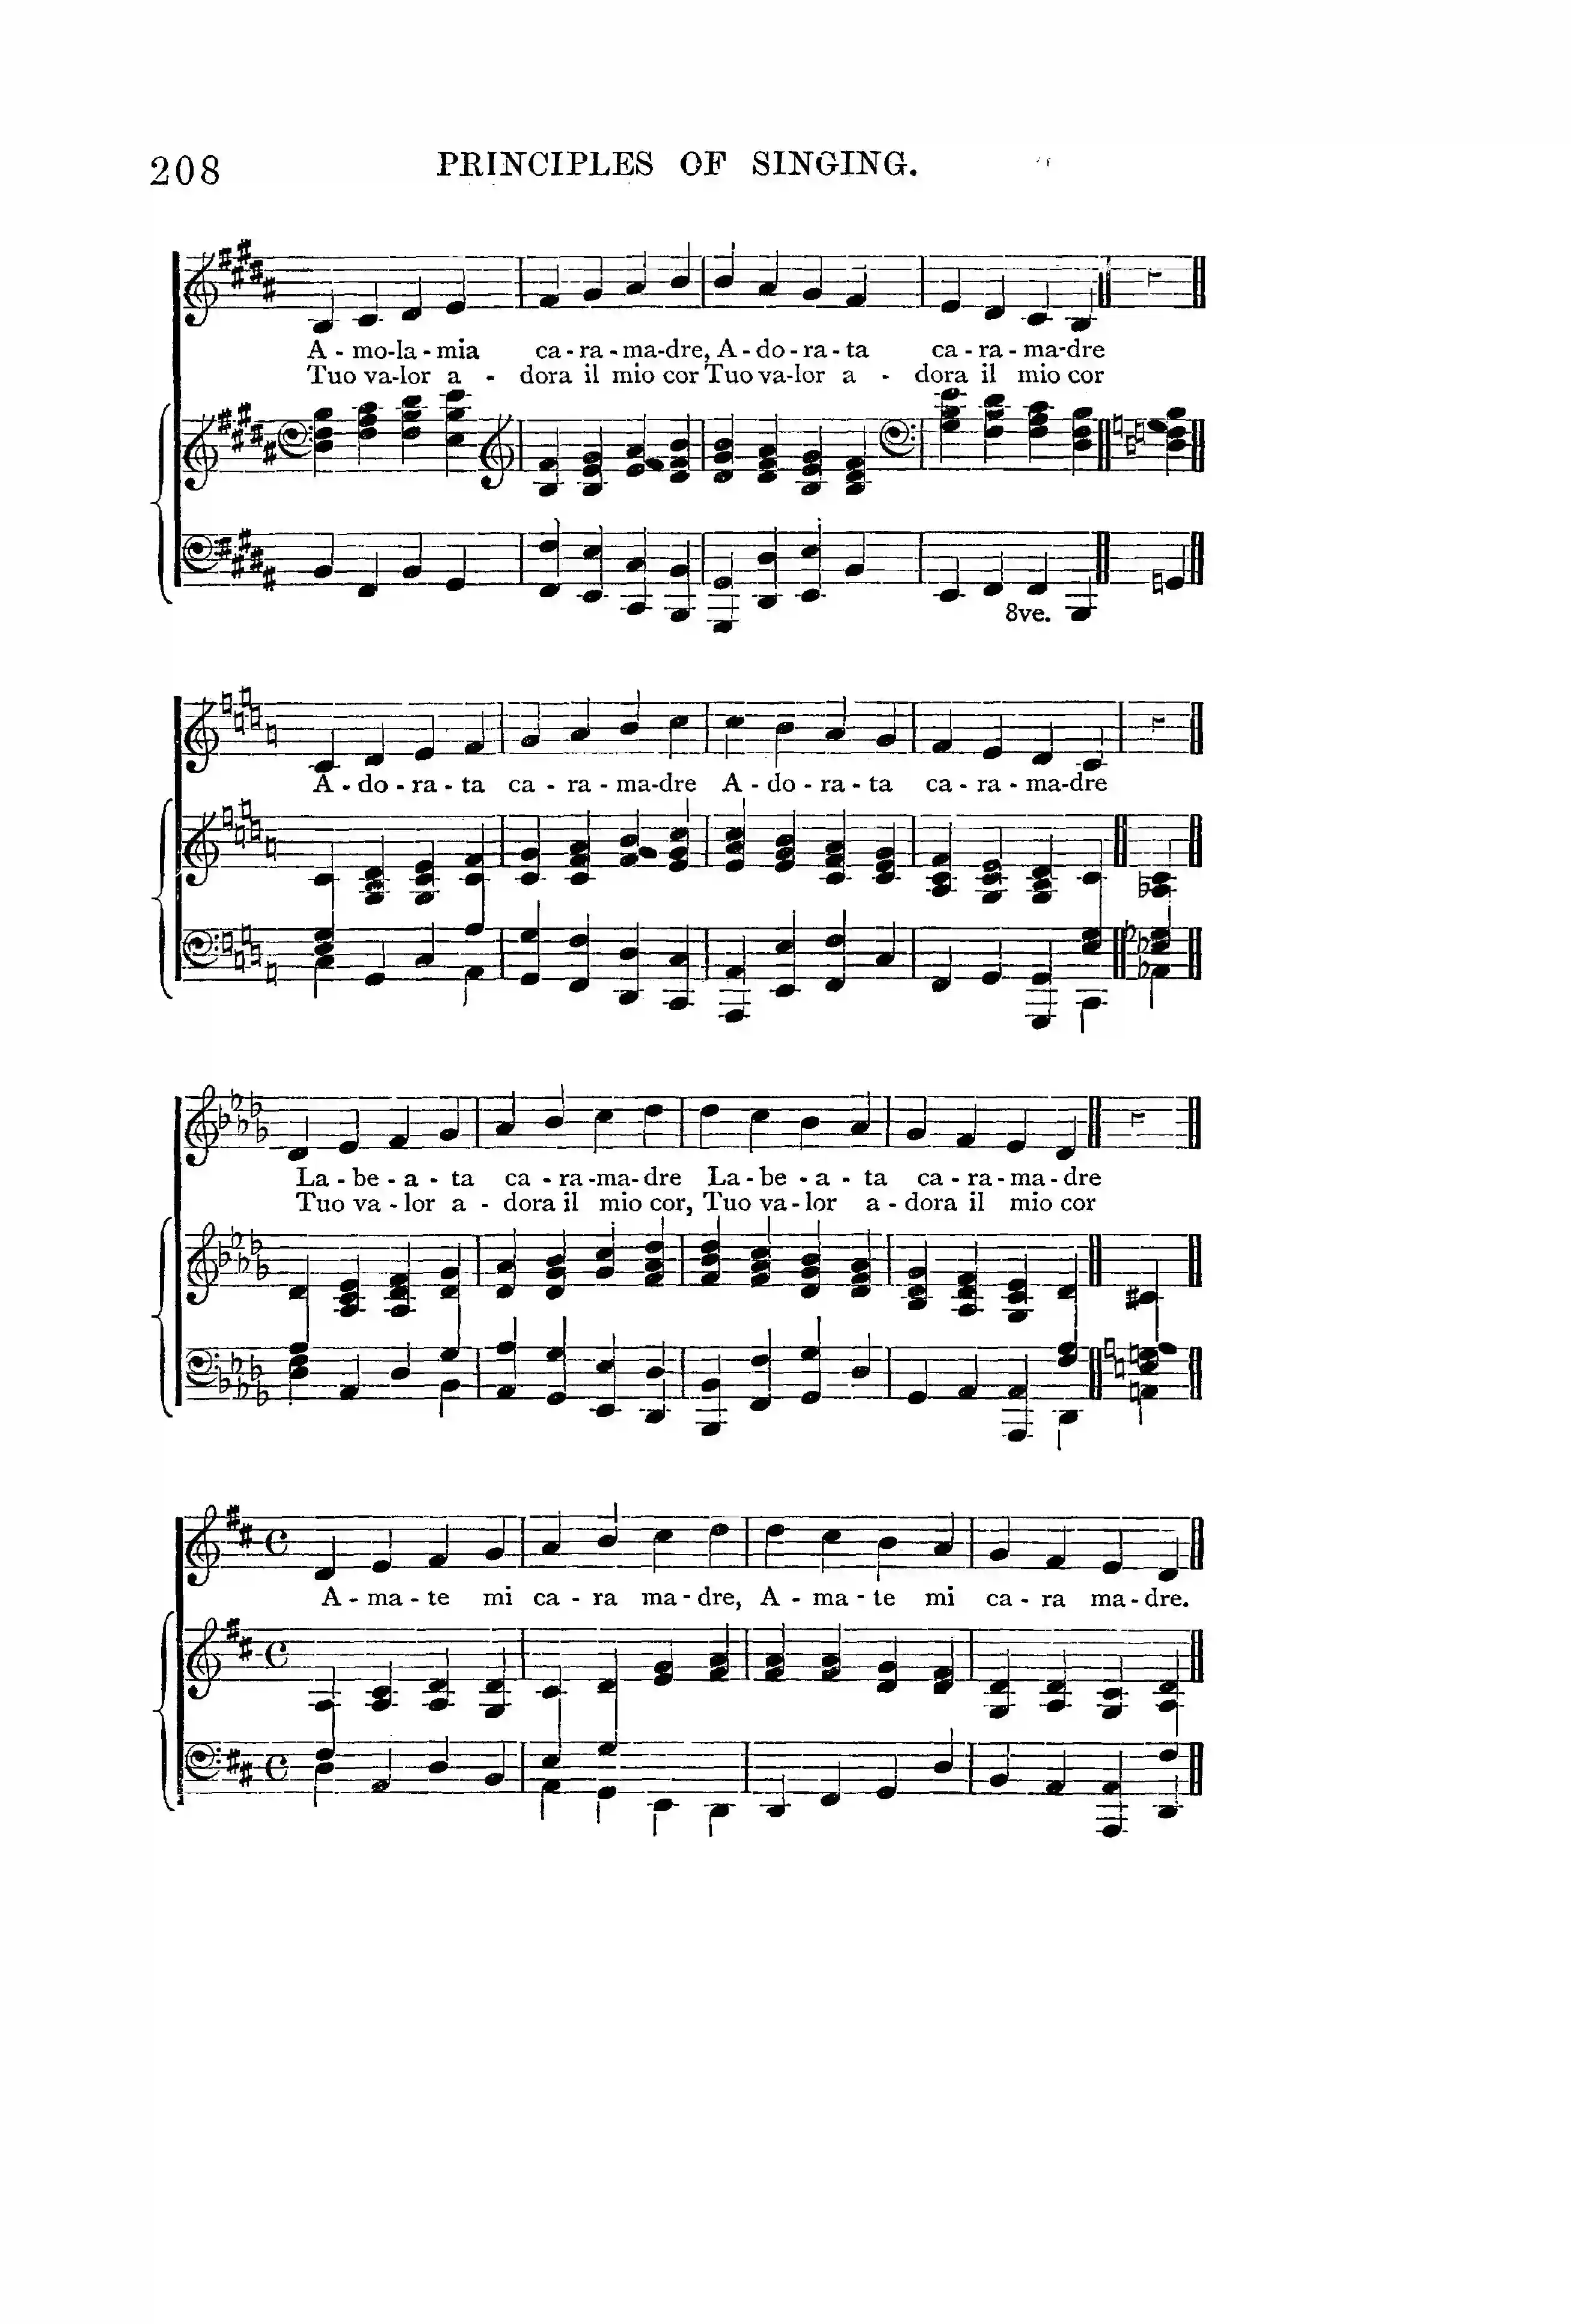 208 PRINCIPLES OF SINGING.
A - mo-la - mia ca - ra - ma-dre, A - do - ra - ta ca - ra - ma-dre
Tuo va-lor a - dora il mio cor Tuo va-lor a - dora il mio cor
8ve.
A - do - ra - ta ca - ra - ma-dre A - do - ra - ta ca - ra - ma-dre
La - be - a - ta ca - ra -ma- dre La - be - a - ta ca - ra - ma - dre
Tuo va - lor a - dora il mio cor, Tuo va - lor a - dora il mio cor
A - ma - te mi ca - ra ma - dre, A - ma - te mi ca - ra ma - dre.